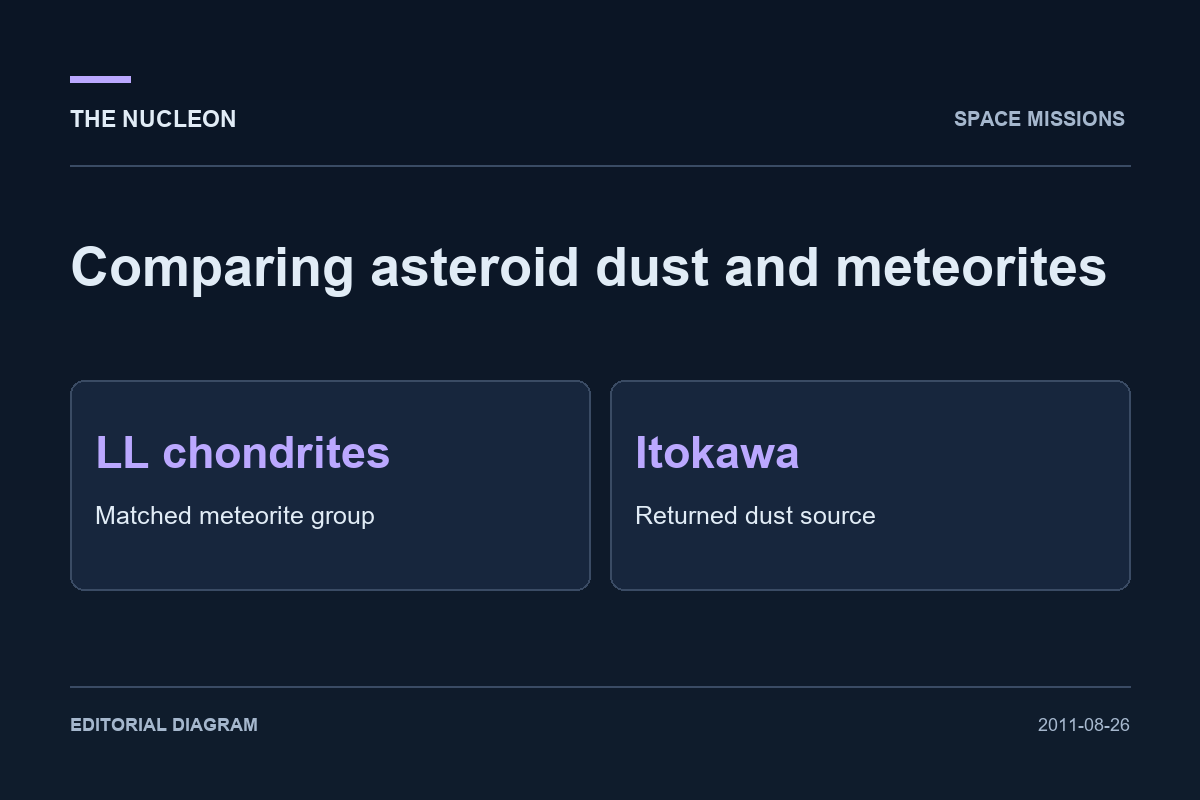 THE NUCLEON
SPACE MISSIONS
Comparing asteroid dust and meteorites
LL chondrites
Matched meteorite group
Itokawa
Returned dust source
EDITORIAL DIAGRAM
2011-08-26